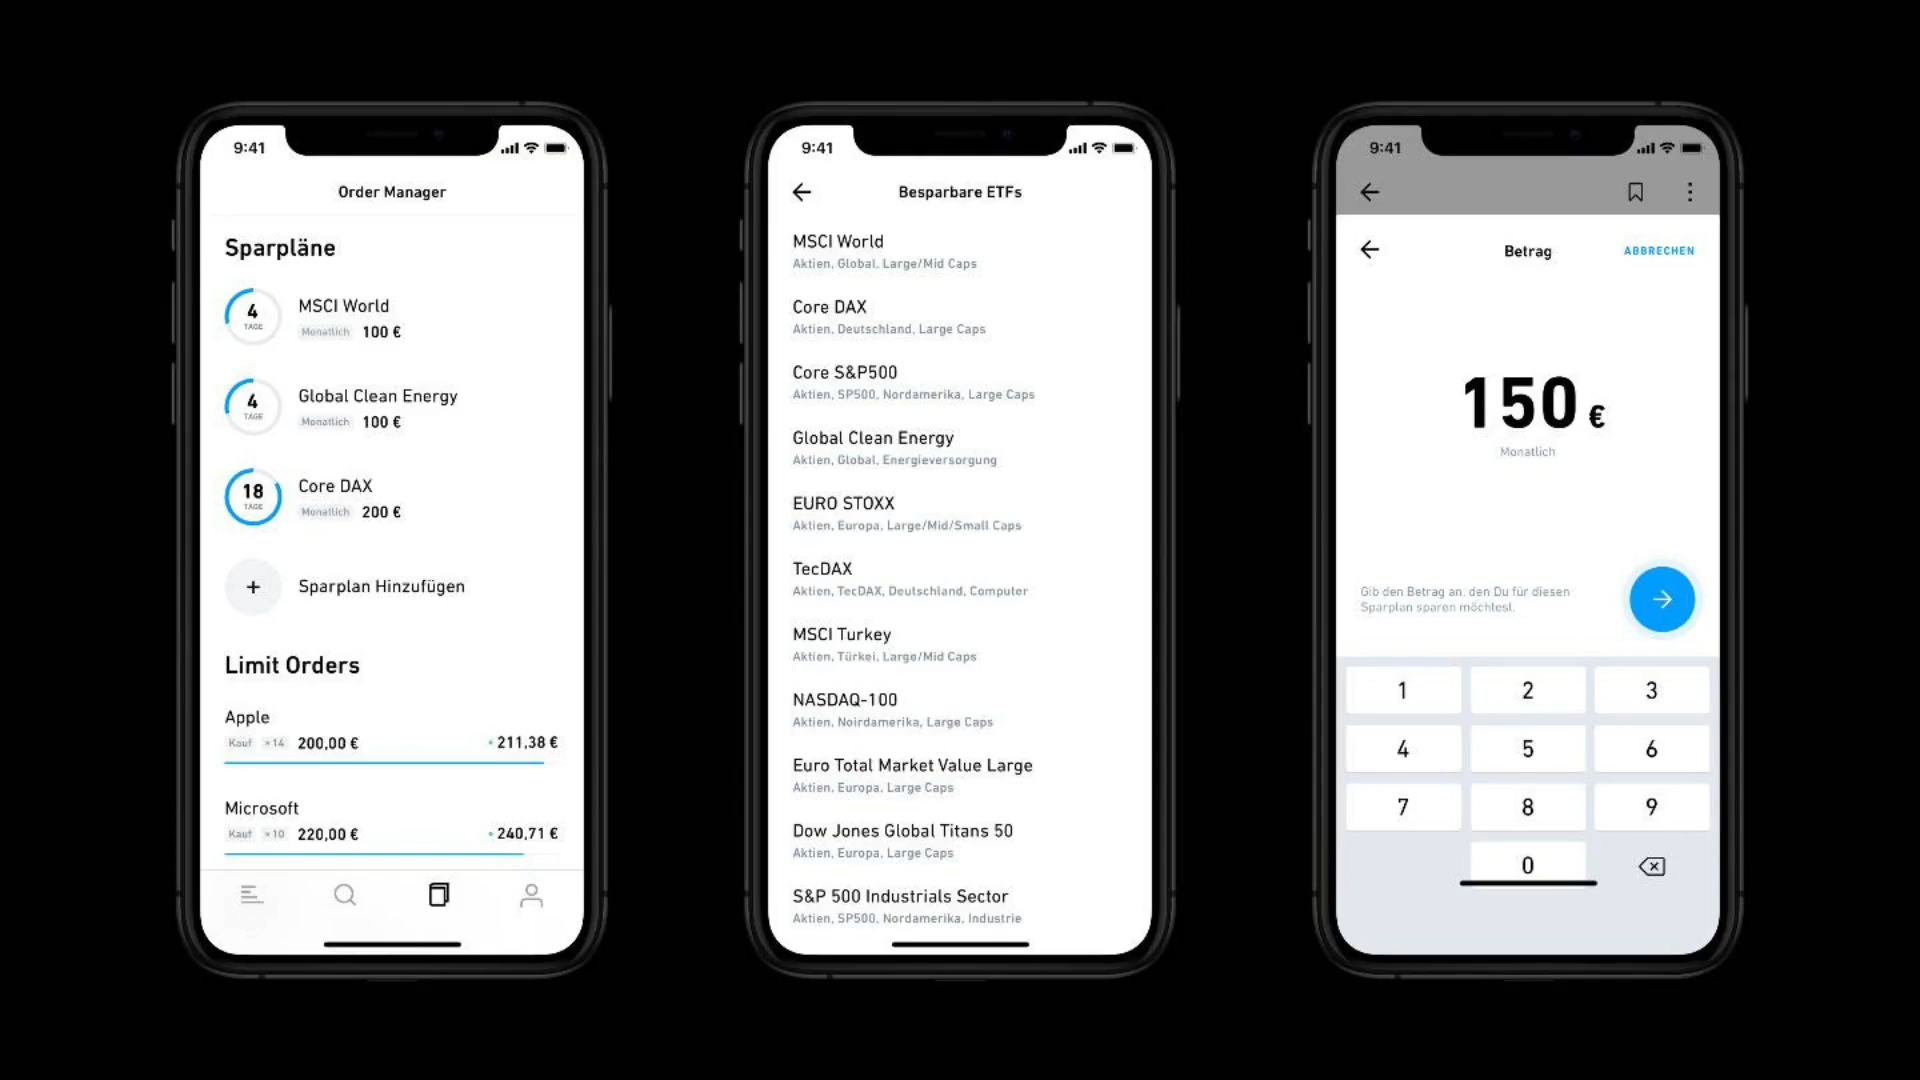 9:41
Order Manager
Sparpläne
4
TAGE
MSCI World
Monatlich 100 €
4
TAGE
Global Clean Energy
Monatlich 100 €
18
TAGE
Core DAX
Monatlich 200 €
+ Sparplan Hinzufügen
Limit Orders
Apple
Kauf ×14 200,00 € 211,38 €
Microsoft
Kauf ×10 220,00 € 240,71 €
9:41
Besparbare ETFs
MSCI World
Aktien, Global, Large/Mid Caps
Core DAX
Aktien, Deutschland, Large Caps
Core S&P500
Aktien, SP500, Nordamerika, Large Caps
Global Clean Energy
Aktien, Global, Energieversorgung
EURO STOXX
Aktien, Europa, Large/Mid/Small Caps
TecDAX
Aktien, TecDAX, Deutschland, Computer
MSCI Turkey
Aktien, Türkei, Large/Mid Caps
NASDAQ-100
Aktien, Noirdamerika, Large Caps
Euro Total Market Value Large
Aktien, Europa, Large Caps
Dow Jones Global Titans 50
Aktien, Europa, Large Caps
S&P 500 Industrials Sector
Aktien, SP500, Nordamerika, Industrie
9:41
Betrag ABBRECHEN
150 €
Monatlich
Gib den Betrag an, den Du für diesen
Sparplan sparen möchtest.
1 2 3
4 5 6
7 8 9
0